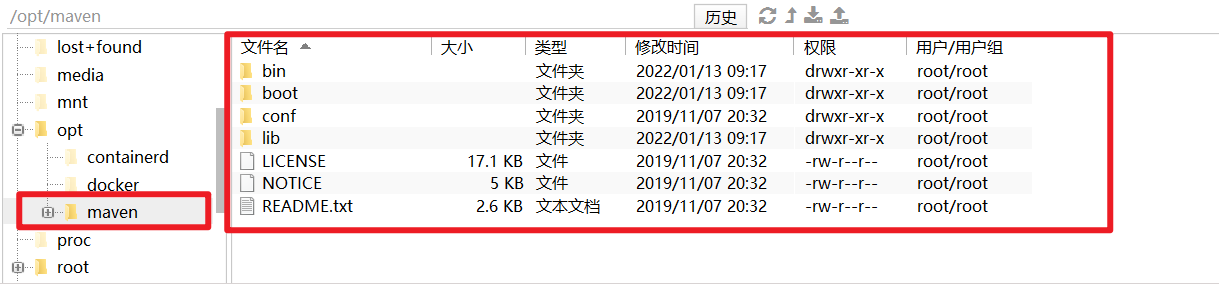 /opt/maven
历史
lost+found
media
mnt
opt
containerd
docker
maven
proc
root
文件名 大小 类型 修改时间 权限 用户/用户组
bin 文件夹 2022/01/13 09:17 drwxr-xr-x root/root
boot 文件夹 2022/01/13 09:17 drwxr-xr-x root/root
conf 文件夹 2019/11/07 20:32 drwxr-xr-x root/root
lib 文件夹 2022/01/13 09:17 drwxr-xr-x root/root
LICENSE 17.1 KB 文件 2019/11/07 20:32 -rw-r--r-- root/root
NOTICE 5 KB 文件 2019/11/07 20:32 -rw-r--r-- root/root
README.txt 2.6 KB 文本文档 2019/11/07 20:32 -rw-r--r-- root/root